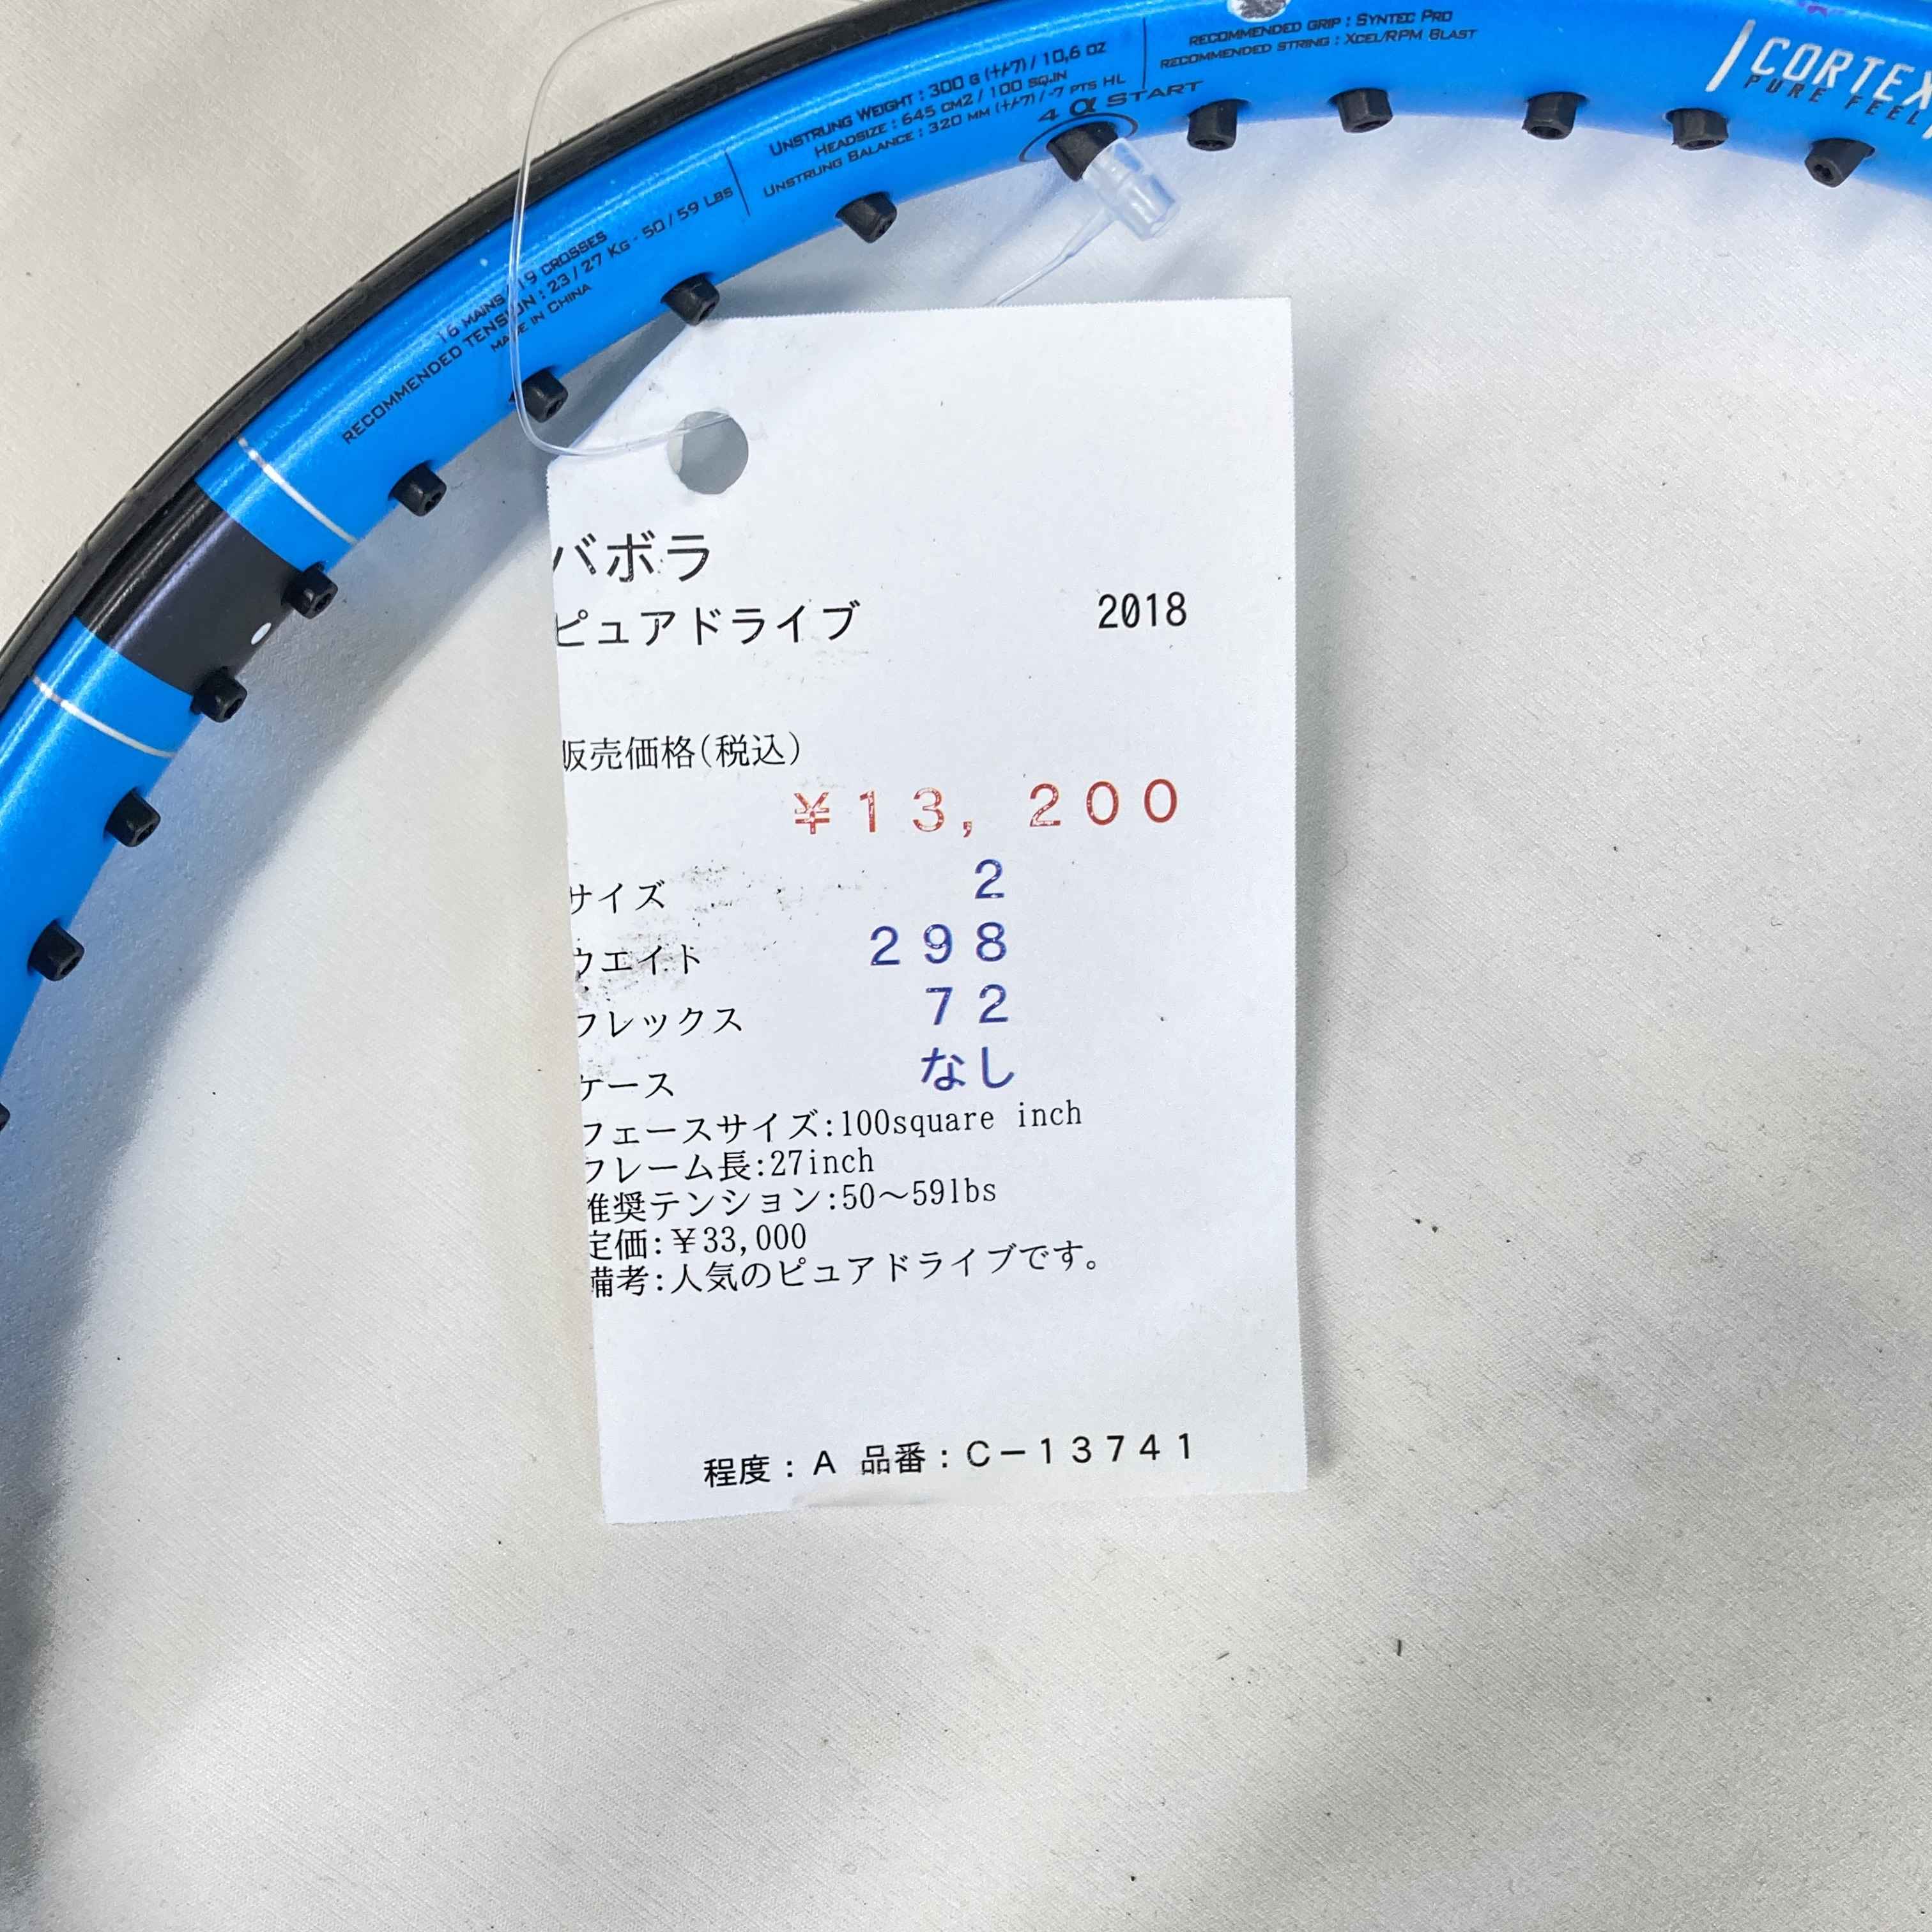 RECOMMENDED GRIP : SYNTEC PRO
RECOMMENDED STRING : XCEL/RPM BLAST
CORTEX
PURE FEEL
UNSTRUNG WEIGHT : 300 G (+/-7) / 10,6 OZ
HEADSIZE : 645 CM2 / 100 SQ.IN
UNSTRUNG BALANCE : 320 MM (+/-7) / -7 PTS HL
4 α START
16 MAINS / 19 CROSSES
RECOMMENDED TENSION : 23 / 27 KG - 50 / 59 LBS
MADE IN CHINA
バボラ
ピュアドライブ 2018
販売価格(税込)
¥13,200
サイズ 2
ウエイト 298
フレックス 72
ケース なし
フェースサイズ:100square inch
フレーム長:27inch
推奨テンション:50〜59lbs
定価:¥33,000
備考:人気のピュアドライブです。
程度:A 品番:C-13741